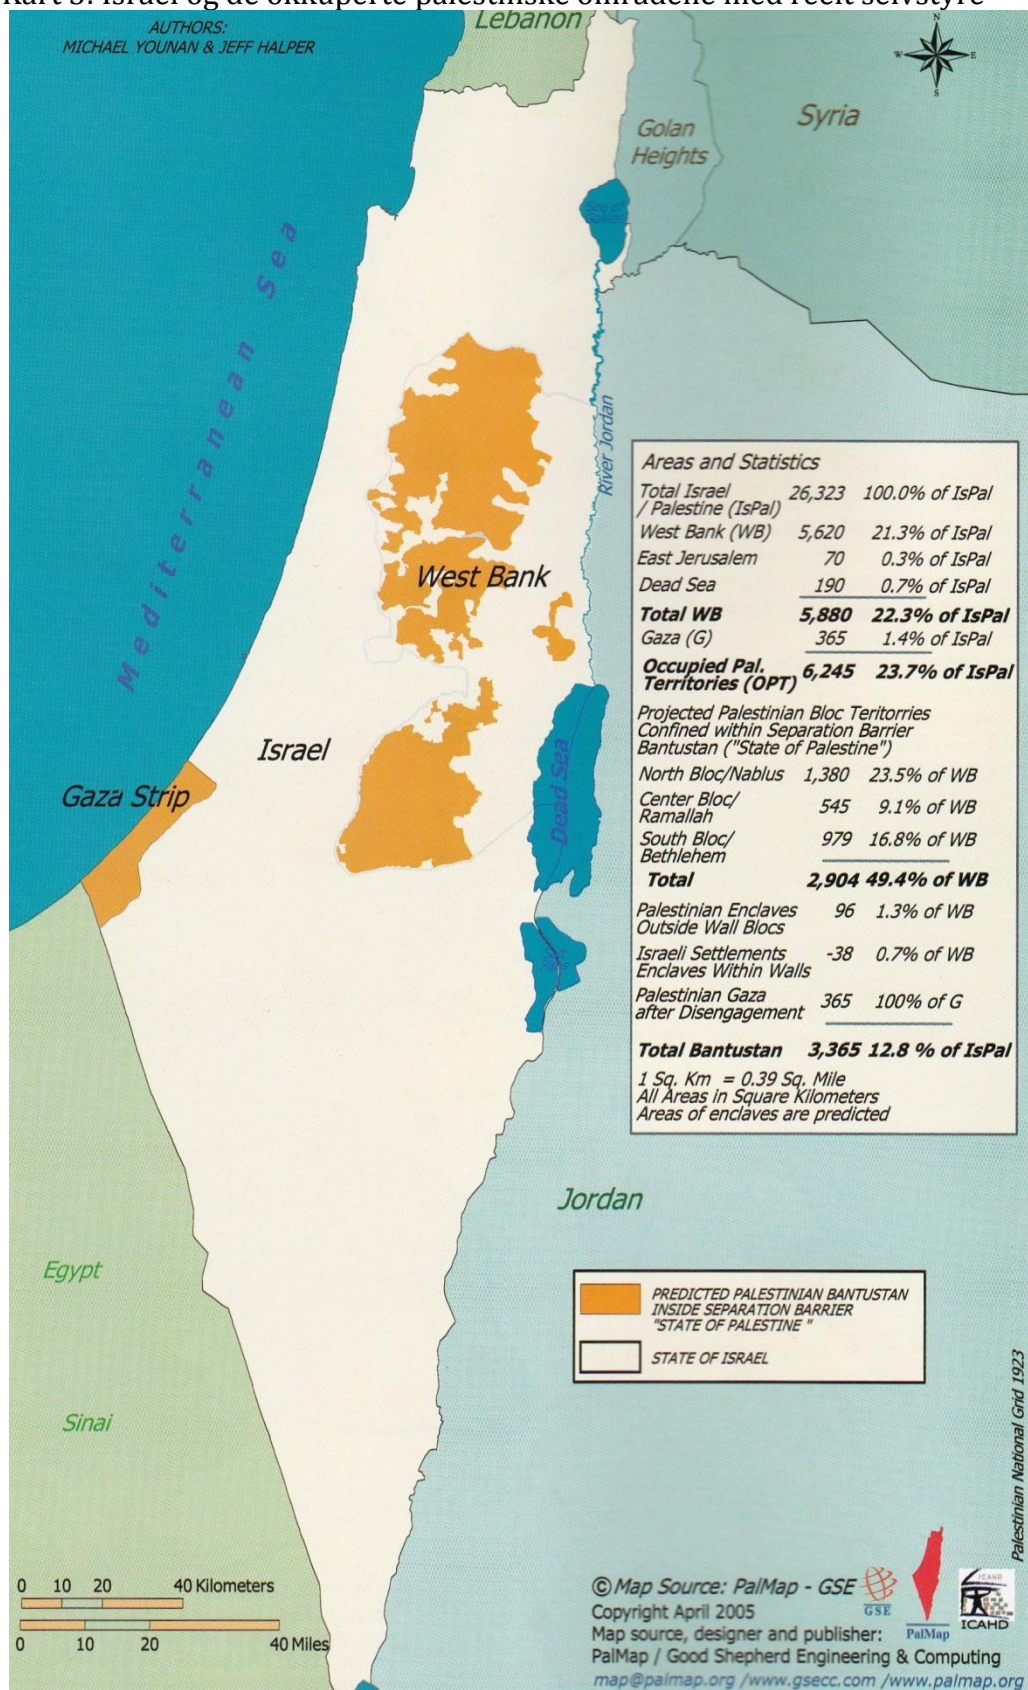 Kart 3: Israel og de okkuperte palestinske områdene med reelt selvstyre
AUTHORS:
MICHAEL YOUNAN & JEFF HALPER
Lebanon
N
W
E
S
Syria
Golan
Heights
Sea of
Mediterranean Sea
River Jordan
West Bank
Israel
Gaza Strip
Dead Sea
Areas and Statistics
Total Israel 26,323 100.0% of IsPal
/ Palestine (IsPal)
West Bank (WB) 5,620 21.3% of IsPal
East Jerusalem 70 0.3% of IsPal
Dead Sea 190 0.7% of IsPal
Total WB 5,880 22.3% of IsPal
Gaza (G) 365 1.4% of IsPal
Occupied Pal.
Territories (OPT) 6,245 23.7% of IsPal
Projected Palestinian Bloc Teritorries
Confined within Separation Barrier
Bantustan ("State of Palestine")
North Bloc/Nablus 1,380 23.5% of WB
Center Bloc/
Ramallah 545 9.1% of WB
South Bloc/
Bethlehem 979 16.8% of WB
Total 2,904 49.4% of WB
Palestinian Enclaves 96 1.3% of WB
Outside Wall Blocs
Israeli Settlements -38 0.7% of WB
Enclaves Within Walls
Palestinian Gaza
after Disengagement 365 100% of G
Total Bantustan 3,365 12.8 % of IsPal
1 Sq. Km = 0.39 Sq. Mile
All Areas in Square Kilometers
Areas of enclaves are predicted
Jordan
Egypt
Sinai
PREDICTED PALESTINIAN BANTUSTAN
INSIDE SEPARATION BARRIER
"STATE OF PALESTINE "
STATE OF ISRAEL
Palestinian National Grid 1923
0 10 20 40 Kilometers
0 10 20 40 Miles
©Map Source: PalMap - GSE
GSE
PalMap
ICAHD
ICAHD
Copyright April 2005
Map source, designer and publisher:
PalMap / Good Shepherd Engineering & Computing
map@palmap.org /www.gsecc.com /www.palmap.org